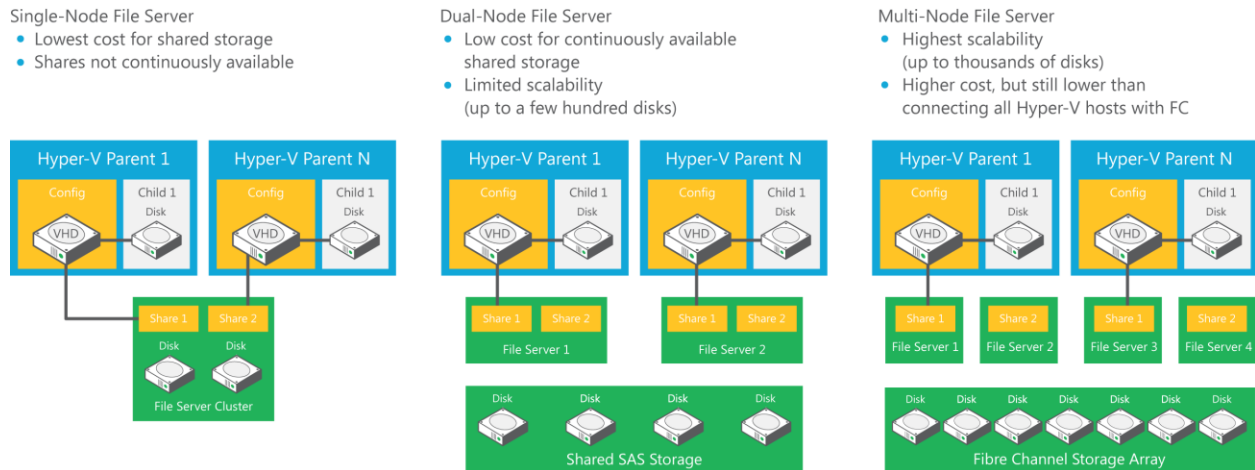 Single-Node File Server
• Lowest cost for shared storage
• Shares not continuously available
Hyper-V Parent 1
Config
VHD
Child 1
Disk
Hyper-V Parent N
Config
VHD
Child 1
Disk
Share 1
Share 2
Disk
Disk
File Server Cluster
Dual-Node File Server
• Low cost for continuously available
shared storage
• Limited scalability
(up to a few hundred disks)
Hyper-V Parent 1
Config
VHD
Child 1
Disk
Hyper-V Parent N
Config
VHD
Child 1
Disk
Share 1
Share 2
File Server 1
Share 1
Share 2
File Server 2
Disk
Disk
Disk
Disk
Shared SAS Storage
Multi-Node File Server
• Highest scalability
(up to thousands of disks)
• Higher cost, but still lower than
connecting all Hyper-V hosts with FC
Hyper-V Parent 1
Config
VHD
Child 1
Disk
Hyper-V Parent N
Config
VHD
Child 1
Disk
Share 1
File Server 1
Share 2
File Server 2
Share 1
File Server 3
Share 2
File Server 4
Disk
Disk
Disk
Disk
Disk
Disk
Disk
Fibre Channel Storage Array